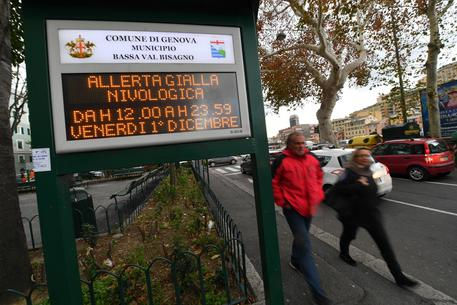 COMUNE DI GENOVA
MUNICIPIO
BASSA VAL BISAGNO
ALLERTA GIALLA
NIVOLOGICA
DA H 12.00 A H 23.59
VENERDI 1° DICEMBRE